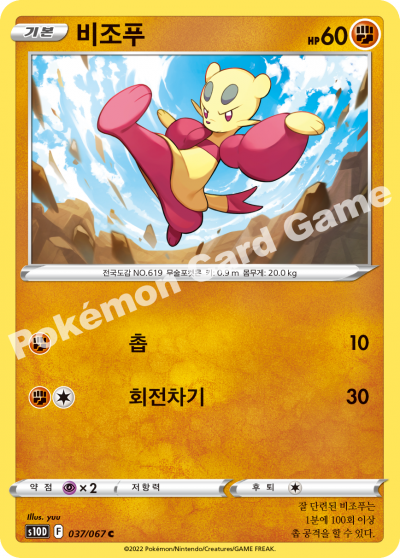 기본 비조푸 HP 60
전국도감 NO.619 무술포켓몬 키: 0.9 m 몸무게: 20.0 kg
Pokémon Card Game
촙 10
회전차기 30
약점 ×2 저항력 후퇴
Illus. yuu
s10D F 037/067 C
잘 단련된 비조푸는
1분에 100회 이상
촙 공격을 할 수 있다.
©2022 Pokémon/Nintendo/Creatures/GAME FREAK.